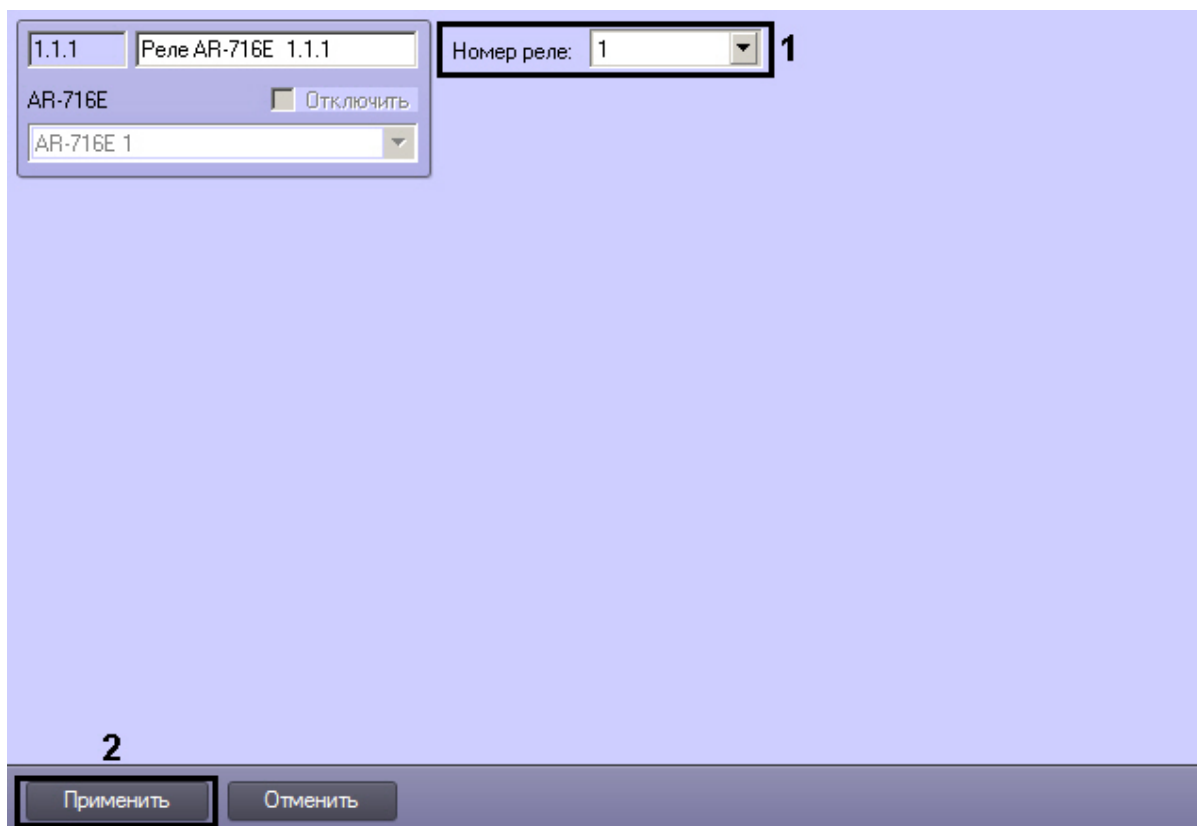 1.1.1 Реле AR-716E 1.1.1
Номер реле: 1
1
AR-716E Отключить
AR-716E 1
2
Применить Отменить